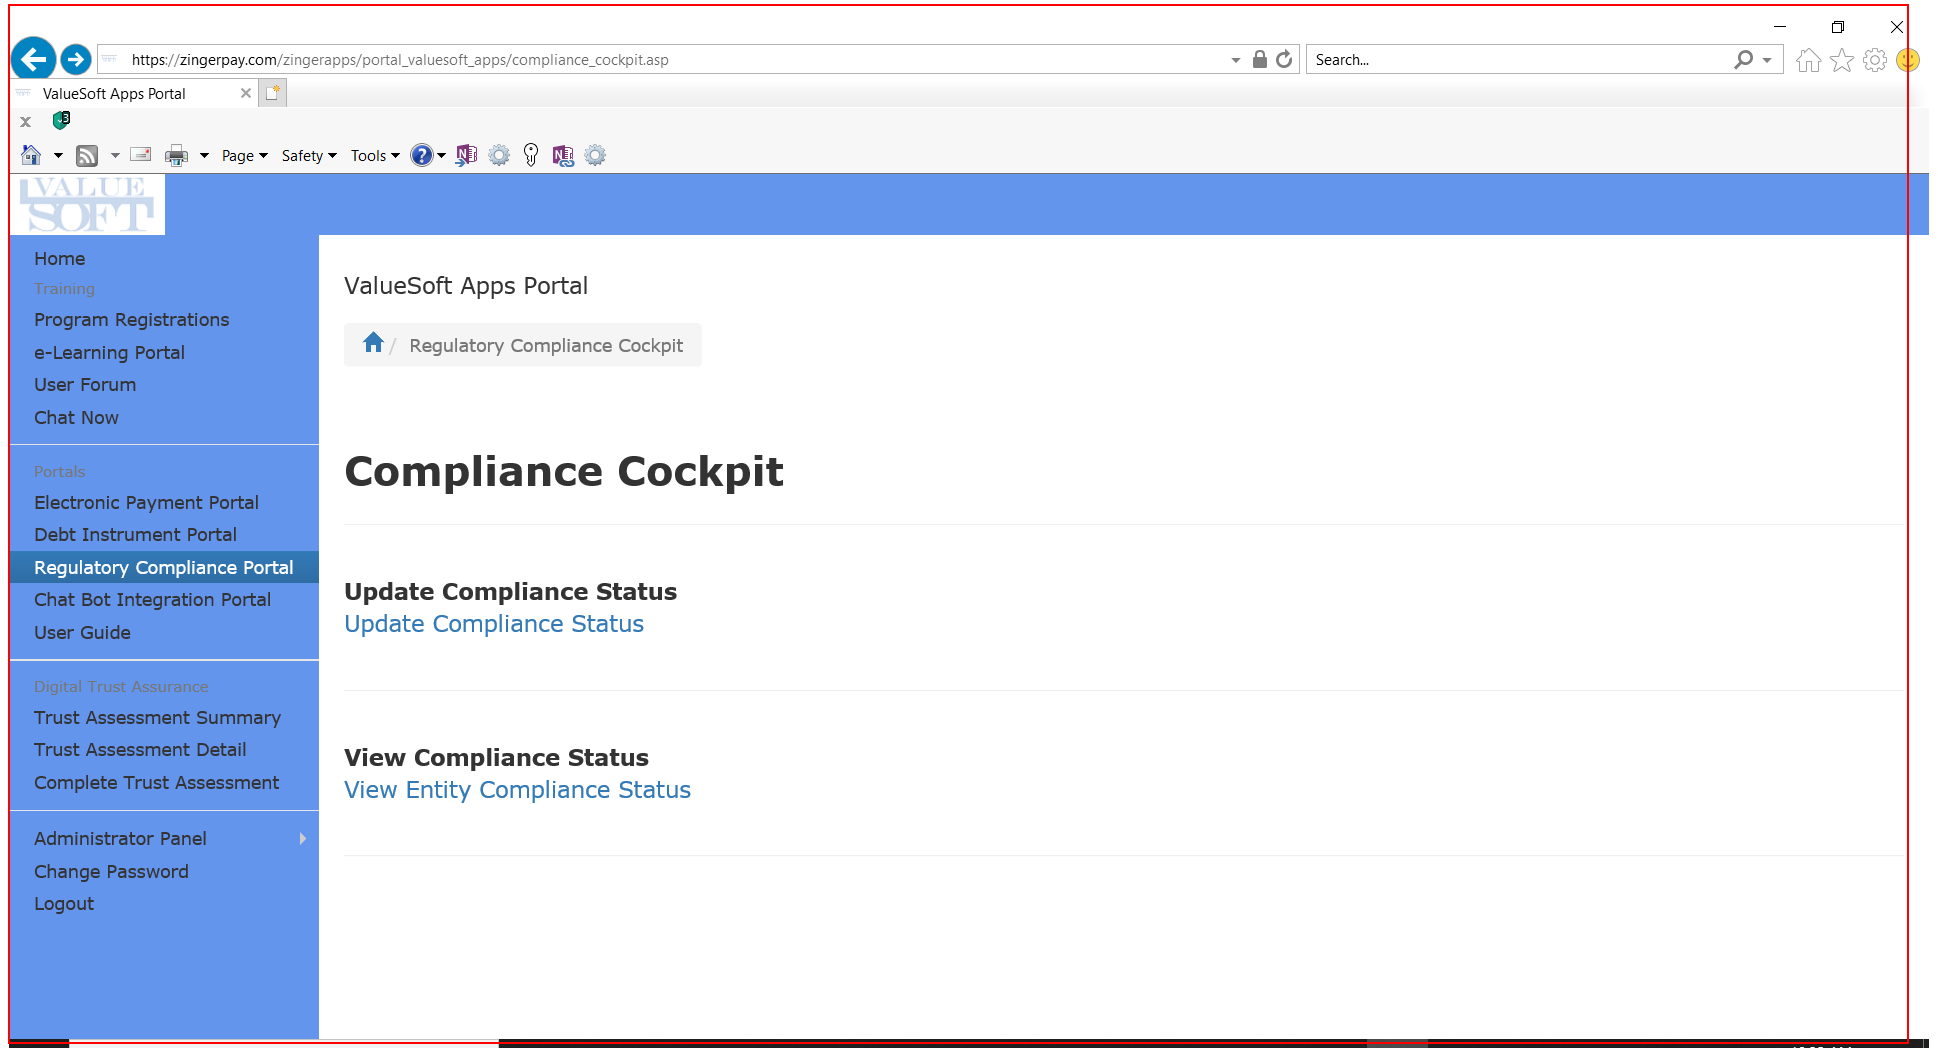 https://zingerpay.com/zingerapps/portal_valuesoft_apps/compliance_cockpit.asp
Search...
ValueSoft Apps Portal
3
Page
Safety
Tools
VALUE
SOFT
Home
Training
Program Registrations
e-Learning Portal
User Forum
Chat Now
Portals
Electronic Payment Portal
Debt Instrument Portal
Regulatory Compliance Portal
Chat Bot Integration Portal
User Guide
Digital Trust Assurance
Trust Assessment Summary
Trust Assessment Detail
Complete Trust Assessment
Administrator Panel
Change Password
Logout
ValueSoft Apps Portal
/ Regulatory Compliance Cockpit
Compliance Cockpit
Update Compliance Status
Update Compliance Status
View Compliance Status
View Entity Compliance Status